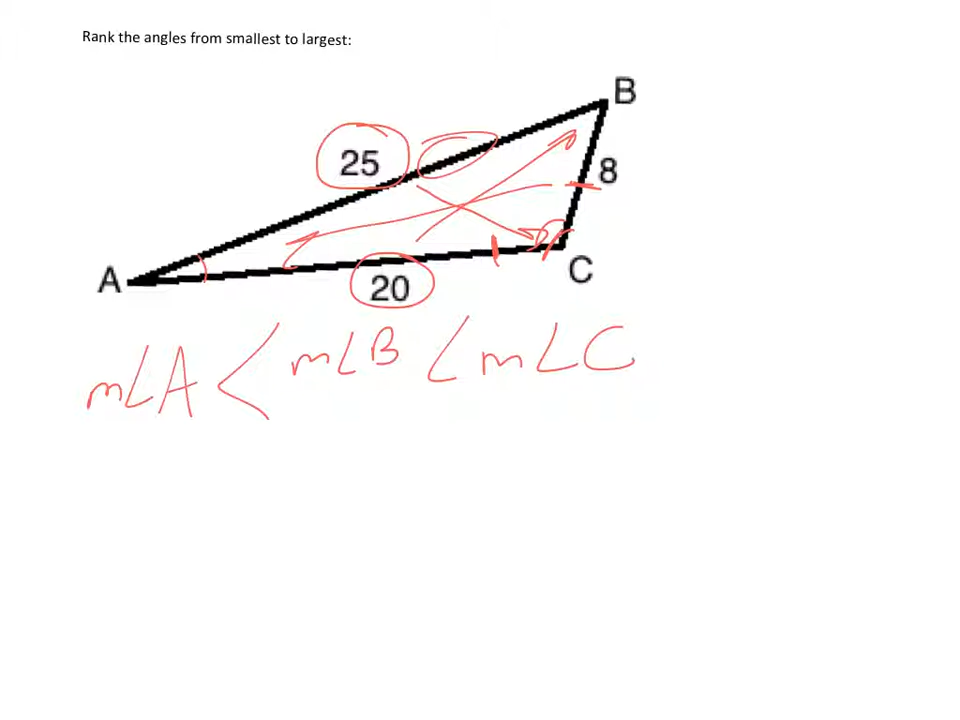 Rank the angles from smallest to largest:
B
25
8
A
20
C
m∠A < m∠B < m∠C